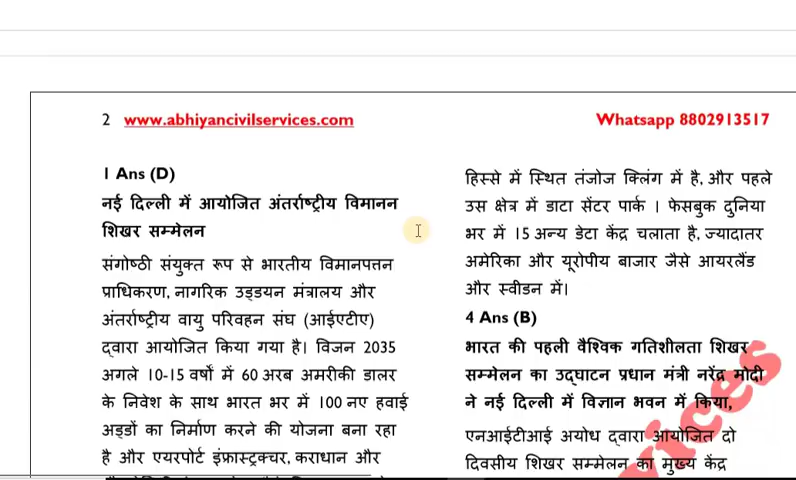 2 www.abhiyancivilservices.com
Whatsapp 8802913517
1 Ans (D)
नई दिल्ली में आयोजित अंतर्राष्ट्रीय विमानन
शिखर सम्मेलन
संगोष्ठी संयुक्त रूप से भारतीय विमानपत्तन
प्राधिकरण, नागरिक उड्डयन मंत्रालय और
अंतर्राष्ट्रीय वायु परिवहन संघ (आईएटीए)
द्वारा आयोजित किया गया है। विजन 2035
अगले 10-15 वर्षों में 60 अरब अमरीकी डालर
के निवेश के साथ भारत भर में 100 नए हवाई
अड्डों का निर्माण करने की योजना बना रहा
है और एयरपोर्ट इंफ्रास्ट्रक्चर, कराधान और
हिस्से में स्थित तंजोज क्लिंग में है, और पहले
उस क्षेत्र में डाटा सेंटर पार्क । फेसबुक दुनिया
भर में 15 अन्य डेटा केंद्र चलाता है, ज्यादातर
अमेरिका और यूरोपीय बाजार जैसे आयरलैंड
और स्वीडन में।
4 Ans (B)
भारत की पहली वैश्विक गतिशीलता शिखर
सम्मेलन का उद्घाटन प्रधान मंत्री नरेंद्र मोदी
ने नई दिल्ली में विज्ञान भवन में किया,
एनआईटीआई अयोध द्वारा आयोजित दो
दिवसीय शिखर सम्मेलन का मुख्य केंद्र
vices